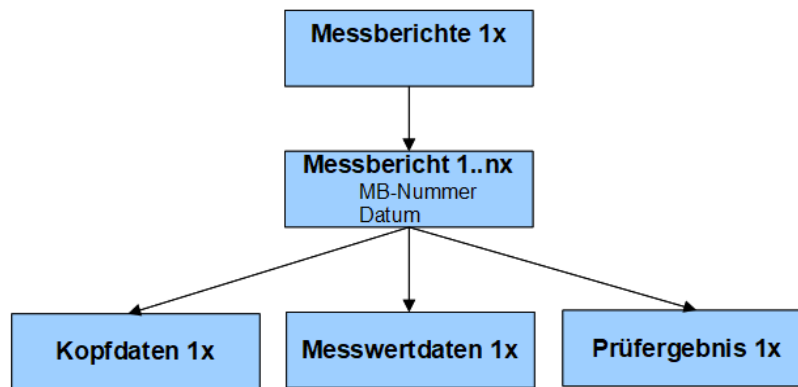 Messberichte 1x
Messbericht 1..nx
MB-Nummer
Datum
Kopfdaten 1x
Messwertdaten 1x
Prüfergebnis 1x